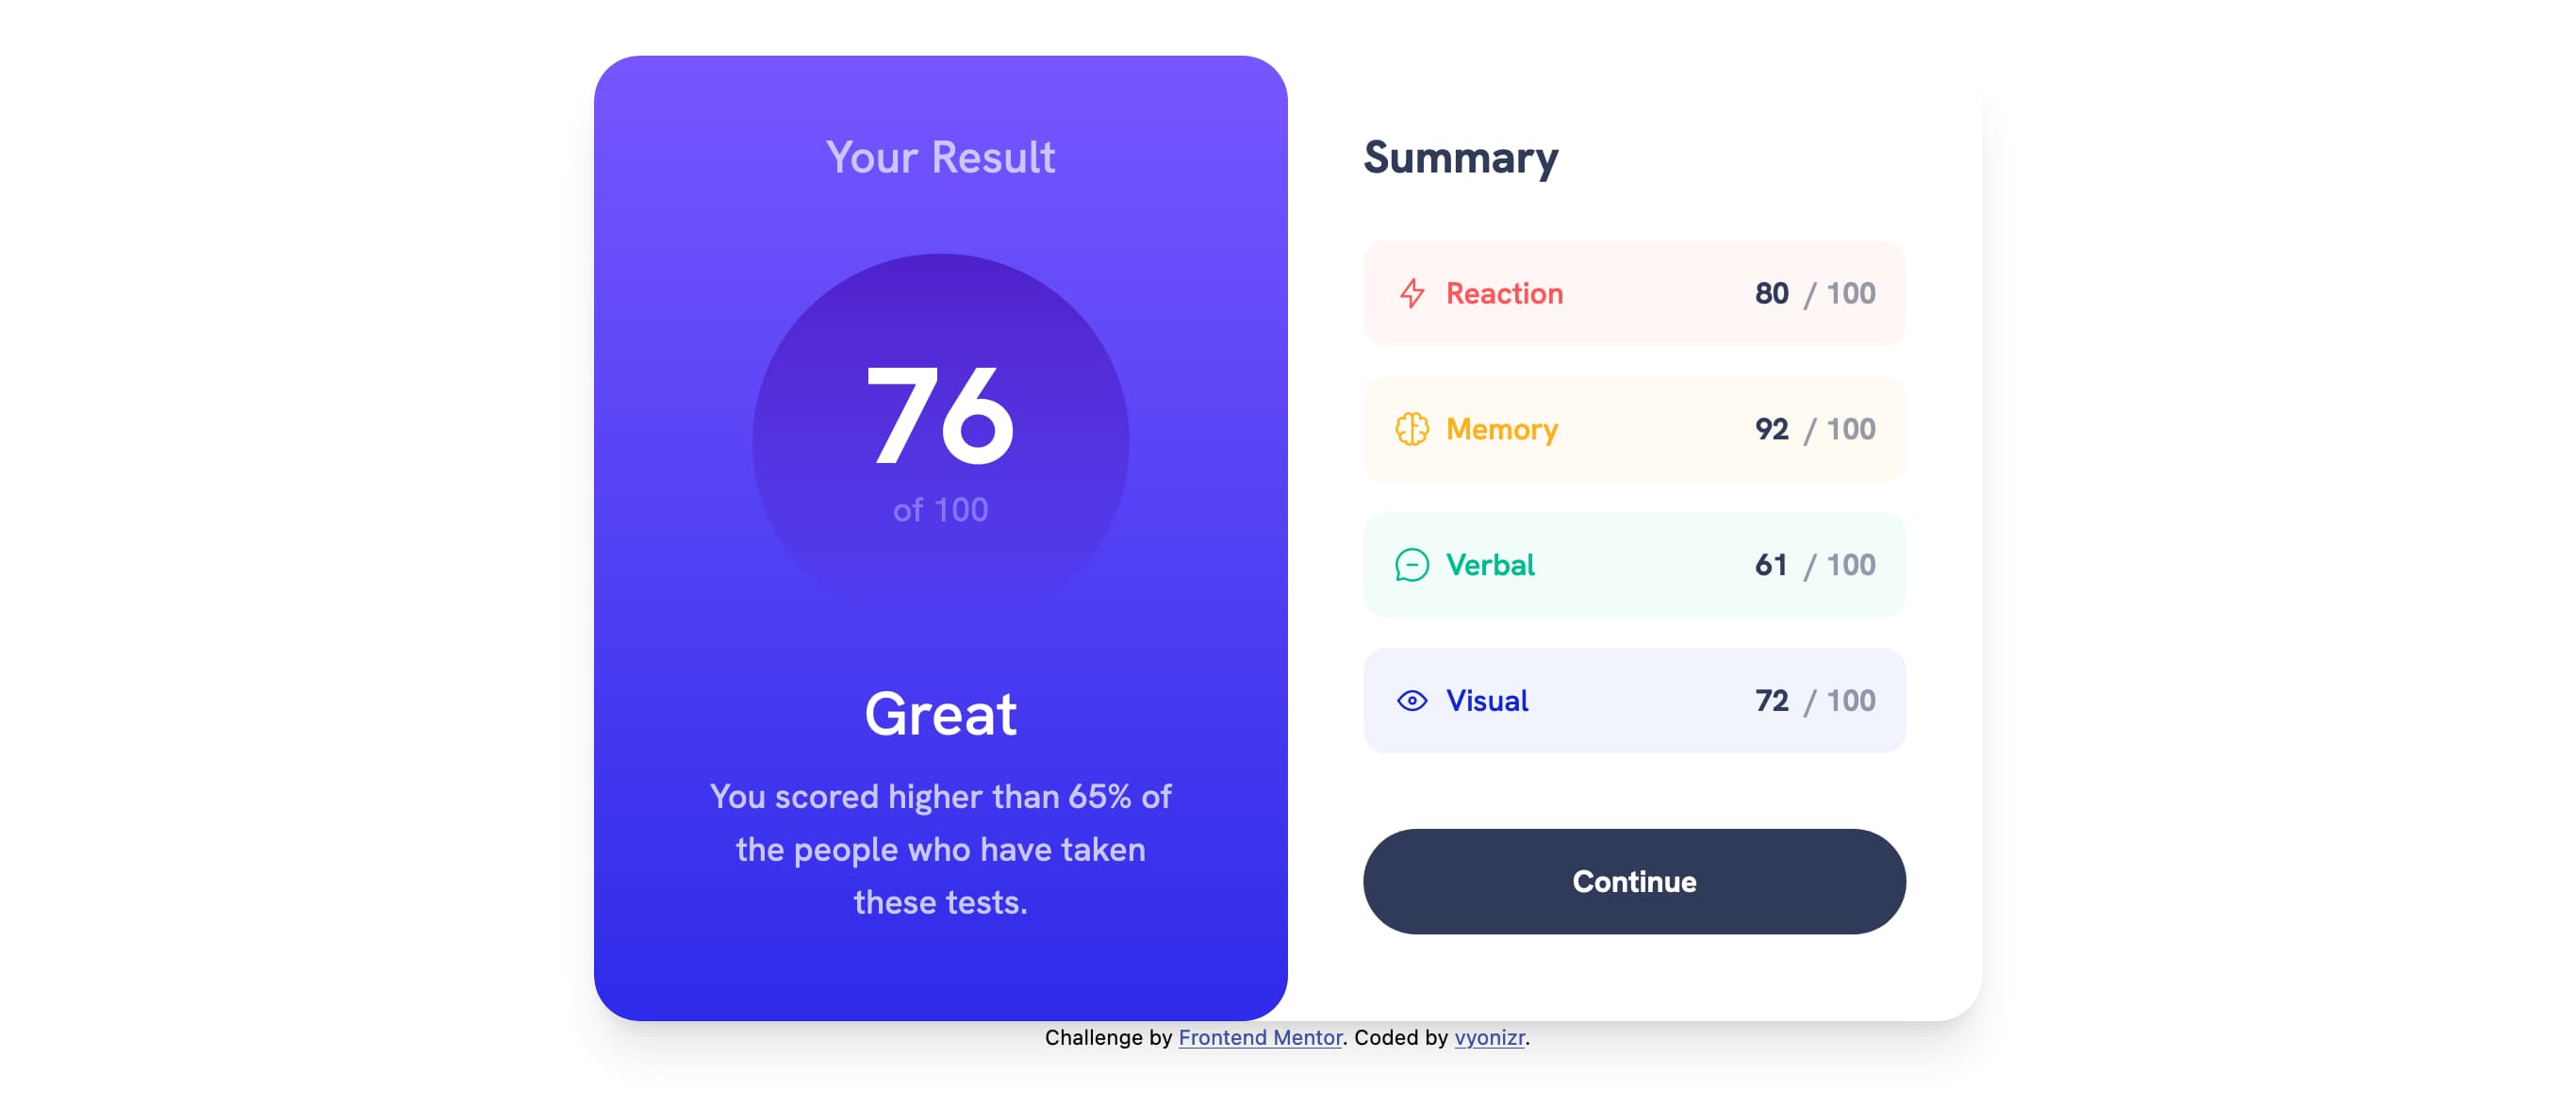 Your Result
76
of 100
Great
You scored higher than 65% of
the people who have taken
these tests.
Summary
Reaction 80 / 100
Memory 92 / 100
Verbal 61 / 100
Visual 72 / 100
Continue
Challenge by Frontend Mentor. Coded by vyonizr.